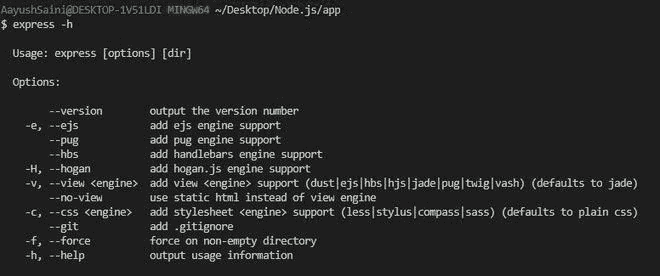 AayushSaini@DESKTOP-1V51LDI MINGW64 ~/Desktop/Node.js/app
$ express -h
Usage: express [options] [dir]
Options:
--version output the version number
-e, --ejs add ejs engine support
--pug add pug engine support
--hbs add handlebars engine support
-H, --hogan add hogan.js engine support
-v, --view <engine> add view <engine> support (dust|ejs|hbs|hjs|jade|pug|twig|vash) (defaults to jade)
--no-view use static html instead of view engine
-c, --css <engine> add stylesheet <engine> support (less|stylus|compass|sass) (defaults to plain css)
--git add .gitignore
-f, --force force on non-empty directory
-h, --help output usage information